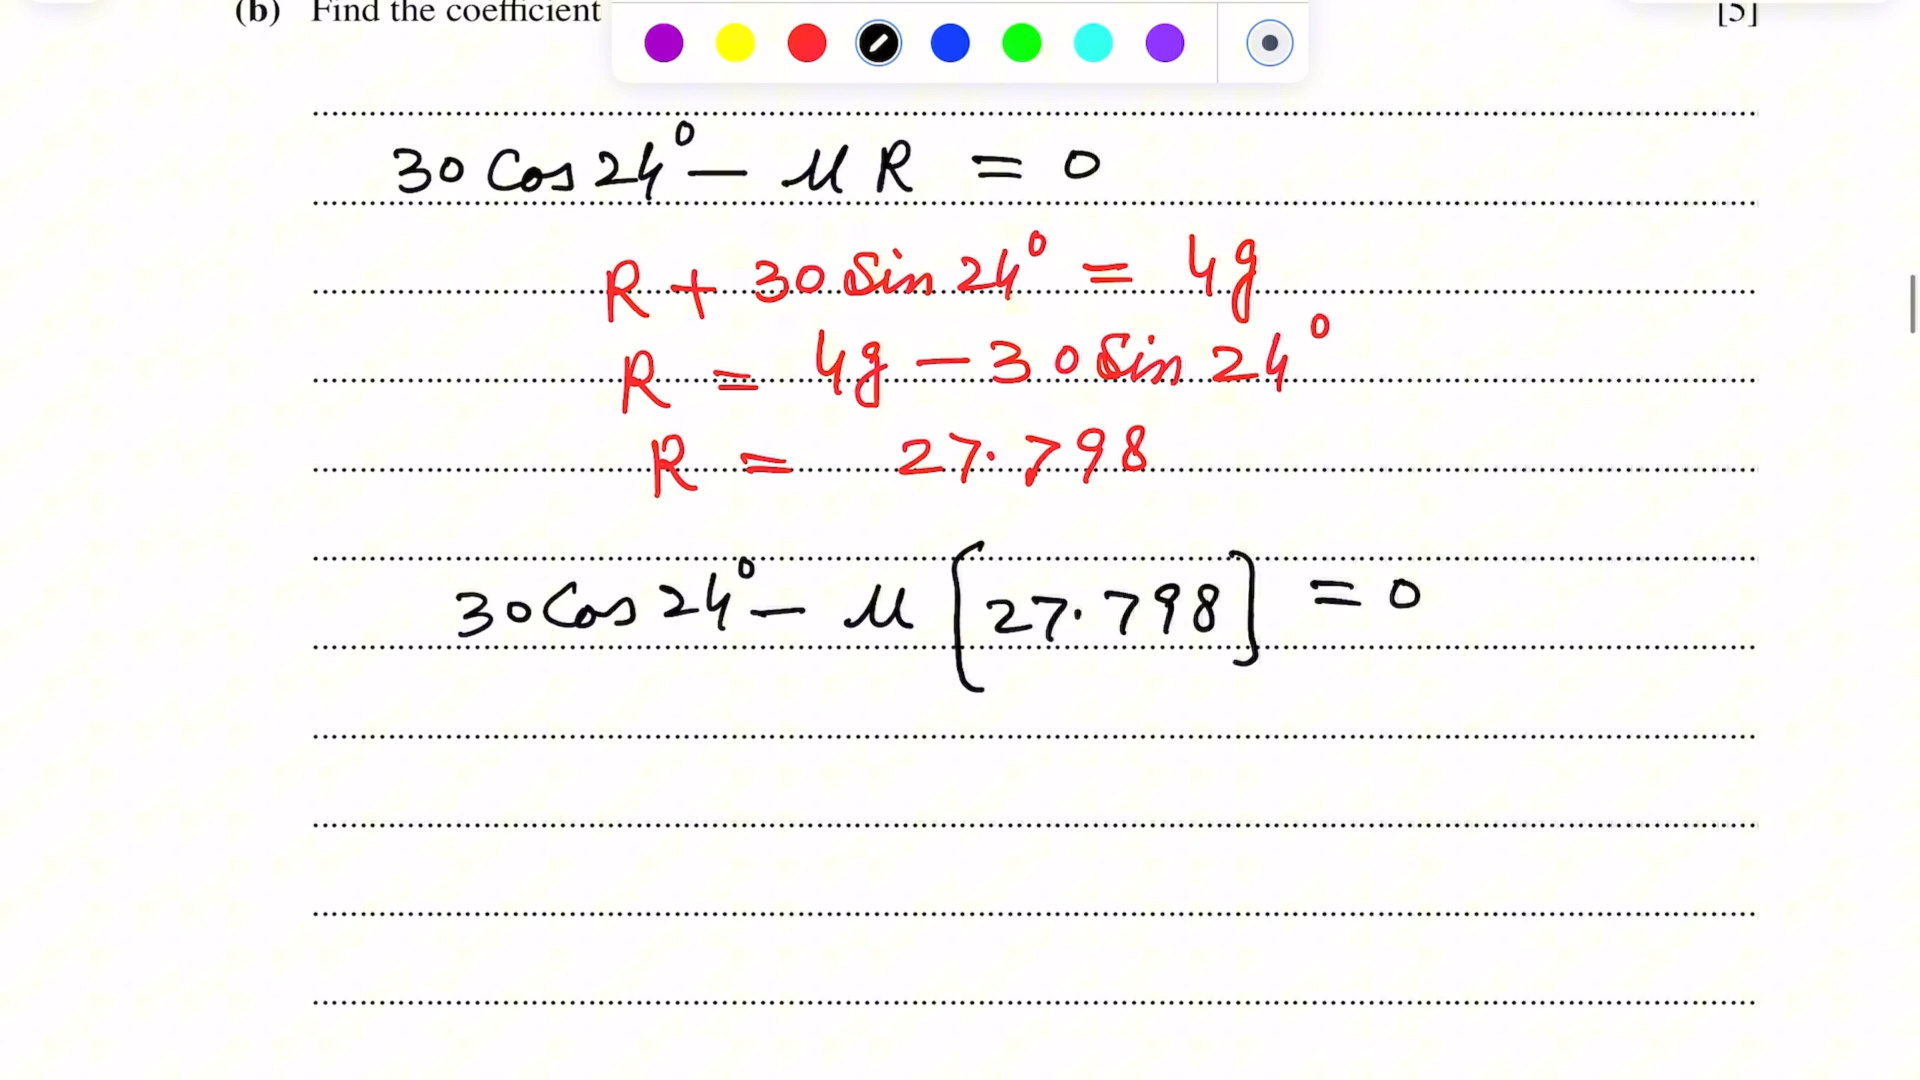 (b) Find the coefficient [5]
30 Cos 24° – μ R = 0
R + 30 Sin 24° = 4g
R = 4g – 30 Sin 24°
R = 27.798
30 Cos 24° – μ [27.798] = 0